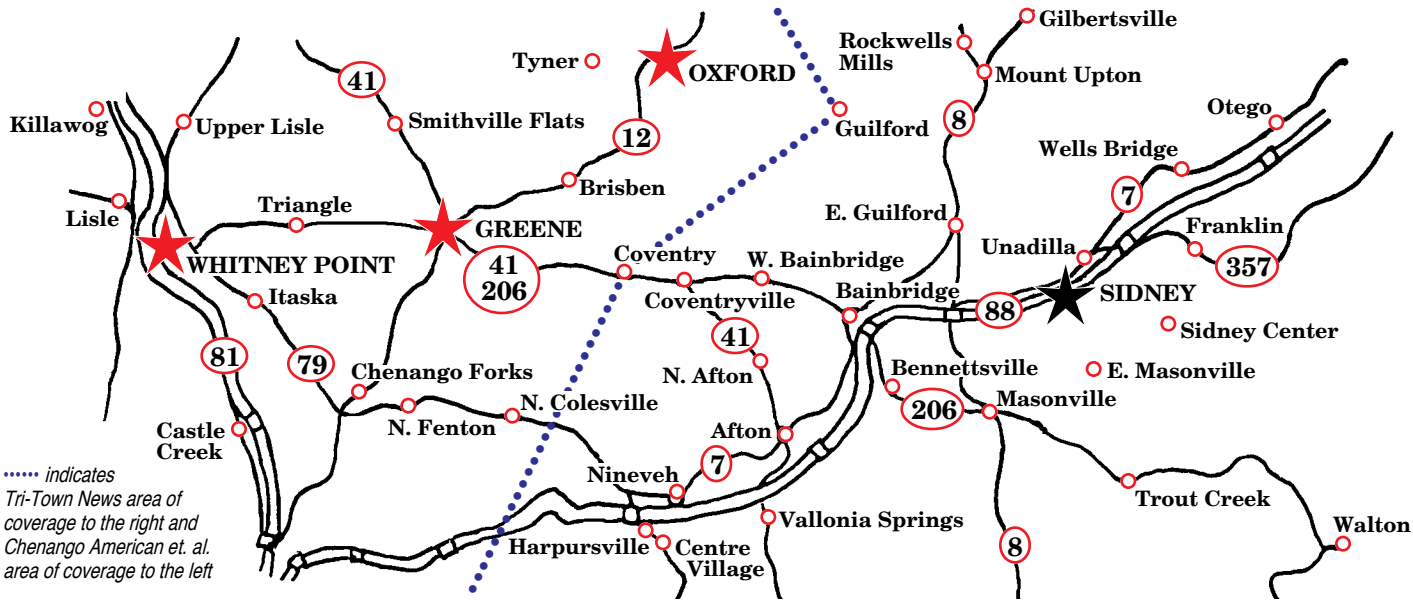 Gilbertsville
Rockwells
Mills
Tyner
OXFORD
Mount Upton
41
Killawog
Upper Lisle
Smithville Flats
12
Guilford
8
Otego
Wells Bridge
Brisben
7
Lisle
Triangle
GREENE
E. Guilford
Unadilla
Franklin
WHITNEY POINT
41
206
Coventry
W. Bainbridge
357
Itaska
Coventryville
Bainbridge
88
SIDNEY
Sidney Center
81
79
41
Chenango Forks
N. Afton
Bennettsville
E. Masonville
N. Fenton
N. Colesville
206
Masonville
Castle
Creek
Afton
7
Nineveh
Trout Creek
Vallonia Springs
Walton
Harpursville
Centre
Village
8
indicates
Tri-Town News area of
coverage to the right and
Chenango American et. al.
area of coverage to the left